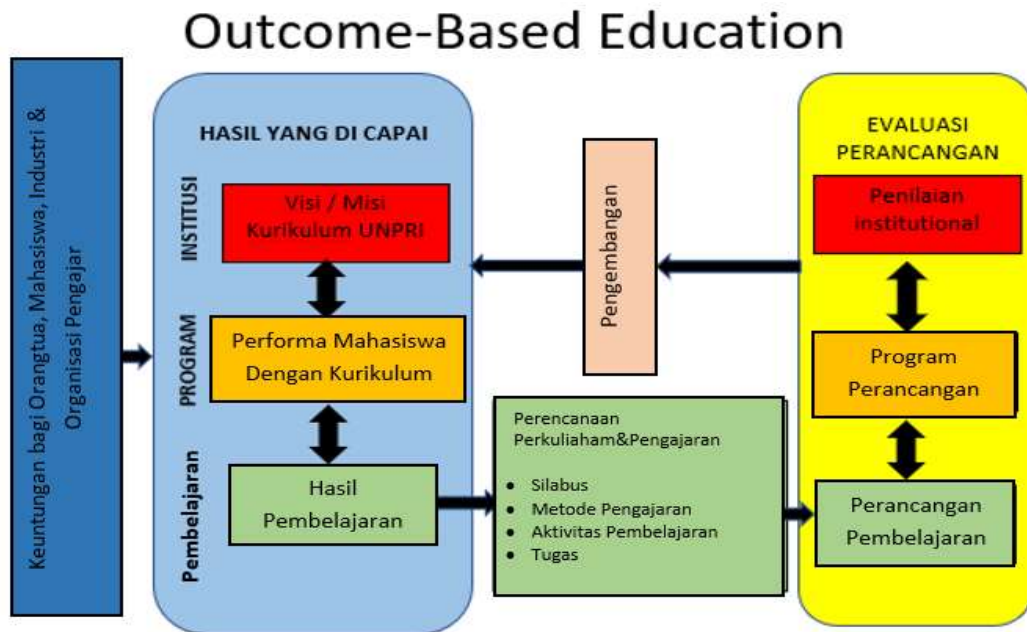 Outcome-Based Education
Keuntungan bagi Orangtua, Mahasiswa, Industri &
Organisasi Pengajar
HASIL YANG DI CAPAI
INSTITUSI
Visi / Misi
Kurikulum UNPRI
PROGRAM
Performa Mahasiswa
Dengan Kurikulum
Pembelajaran
Hasil
Pembelajaran
Pengembangan
Perencanaan
Perkuliaham&Pengajaran
• Silabus
• Metode Pengajaran
• Aktivitas Pembelajaran
• Tugas
EVALUASI
PERANCANGAN
Penilaian
institutional
Program
Perancangan
Perancangan
Pembelajaran